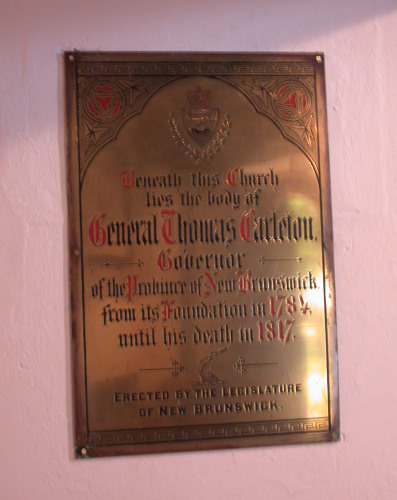 Beneath this Church
lies the body of
General Thomas Carleton,
Governor
of the Province of New Brunswick
from its Foundation in 1784,
until his death in 1817.
Erected by the Legislature
of New Brunswick.